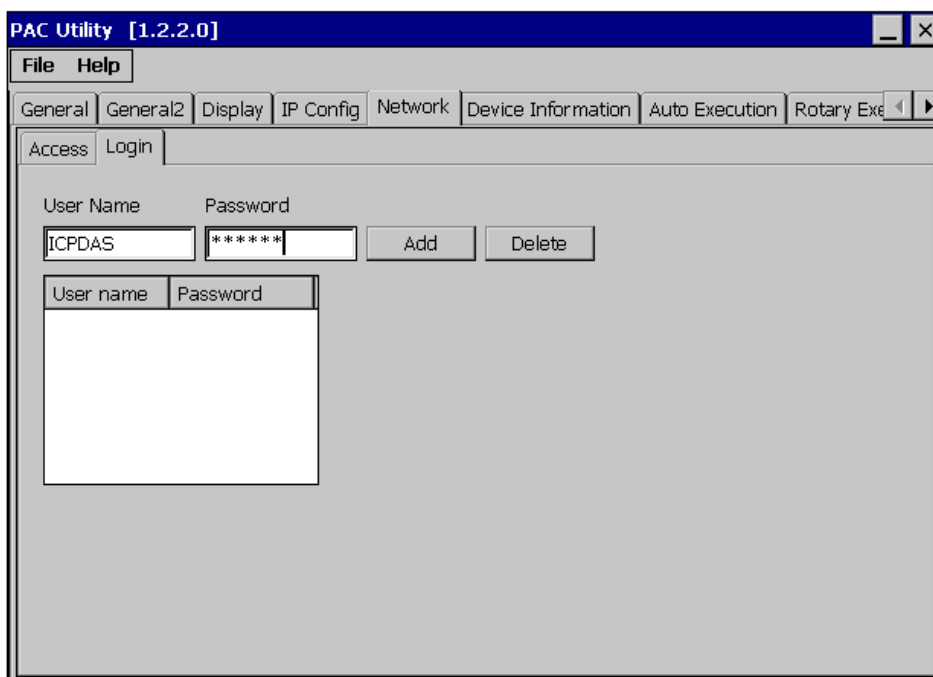 PAC Utility [1.2.2.0]
File Help
General General2 Display IP Config Network Device Information Auto Execution Rotary Exe
Access Login
User Name Password
ICPDAS ****** Add Delete
User name Password